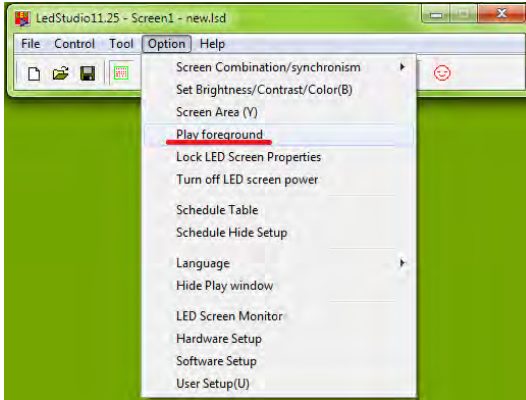 LedStudio11.25 - Screen1 - new.lsd
File Control Tool Option Help
Screen Combination/synchronism
Set Brightness/Contrast/Color(B)
Screen Area (Y)
Play foreground
Lock LED Screen Properties
Turn off LED screen power
Schedule Table
Schedule Hide Setup
Language
Hide Play window
LED Screen Monitor
Hardware Setup
Software Setup
User Setup(U)